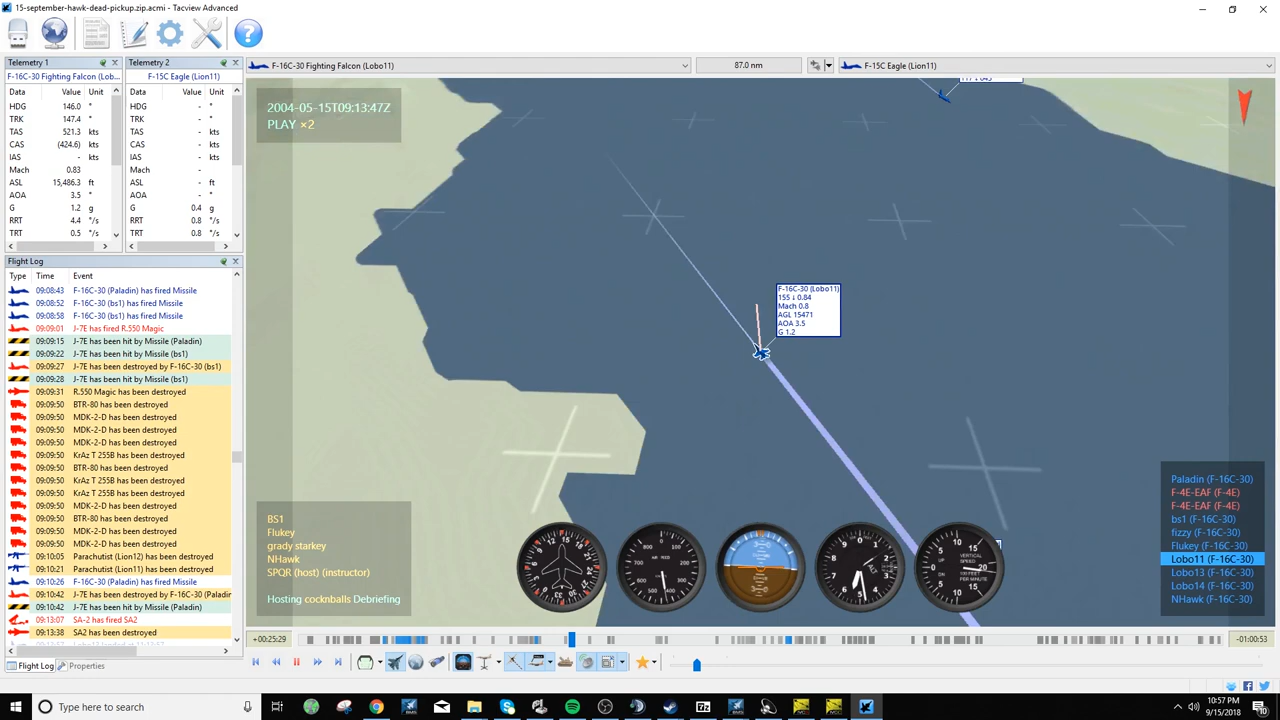 15-september-hawk-dead-pickup.zip.acmi - Tacview Advanced
Telemetry 1
Telemetry 2
F-16C-30 Fighting Falcon (Lobo11)
87.0 nm
F-15C Eagle (Lion11)
F-16C-30 Fighting Falcon (Lob...
F-15C Eagle (Lion11)
Data Value Unit
Data Value Unit
HDG 146.0 °
HDG - °
TRK 147.4 °
TRK - °
TAS 521.3 kts
TAS - kts
CAS (424.6) kts
CAS - kts
IAS - kts
IAS - kts
Mach 0.83
Mach -
ASL 15,486.3 ft
ASL - ft
AOA 3.5 °
AOA - °
G 1.2 g
G 0.4 g
RRT 4.4 °/s
RRT 0.8 °/s
TRT 0.5 °/s
TRT 0.8 °/s
2004-05-15T09:13:47Z
PLAY ×2
Flight Log
Type Time Event
09:08:43 F-16C-30 (Paladin) has fired Missile
09:08:52 F-16C-30 (bs1) has fired Missile
09:08:58 F-16C-30 (bs1) has fired Missile
09:09:01 J-7E has fired R.550 Magic
09:09:15 J-7E has been hit by Missile (Paladin)
09:09:22 J-7E has been hit by Missile (bs1)
09:09:27 J-7E has been destroyed by F-16C-30 (bs1)
09:09:28 J-7E has been hit by Missile (bs1)
09:09:31 R.550 Magic has been destroyed
09:09:50 BTR-80 has been destroyed
09:09:50 MDK-2-D has been destroyed
09:09:50 MDK-2-D has been destroyed
09:09:50 MDK-2-D has been destroyed
09:09:50 KrAz T 255B has been destroyed
09:09:50 BTR-80 has been destroyed
09:09:50 KrAz T 255B has been destroyed
09:09:50 KrAz T 255B has been destroyed
09:09:50 MDK-2-D has been destroyed
09:09:50 BTR-80 has been destroyed
09:09:50 MDK-2-D has been destroyed
09:09:50 MDK-2-D has been destroyed
09:10:05 Parachutist (Lion12) has been destroyed
09:10:21 Parachutist (Lion11) has been destroyed
09:10:26 F-16C-30 (Paladin) has fired Missile
09:10:42 J-7E has been destroyed by F-16C-30 (Paladin
09:10:42 J-7E has been hit by Missile (Paladin)
09:13:07 SA-2 has fired SA2
09:13:38 SA2 has been destroyed
F-16C-30 (Lobo11)
155 ↓ 0.84
Mach 0.8
AGL 15471
AOA 3.5
G 1.2
BS1
Flukey
grady starkey
NHawk
SPQR (host) (instructor)
Hosting cocknballs Debriefing
Paladin (F-16C-30)
F-4E-EAF (F-4E)
F-4E-EAF (F-4E)
bs1 (F-16C-30)
fizzy (F-16C-30)
Flukey (F-16C-30)
Lobo11 (F-16C-30)
Lobo13 (F-16C-30)
Lobo14 (F-16C-30)
NHawk (F-16C-30)
+00:25:29
-01:00:53
Flight Log
Properties
Type here to search
10:57 PM
9/15/2018